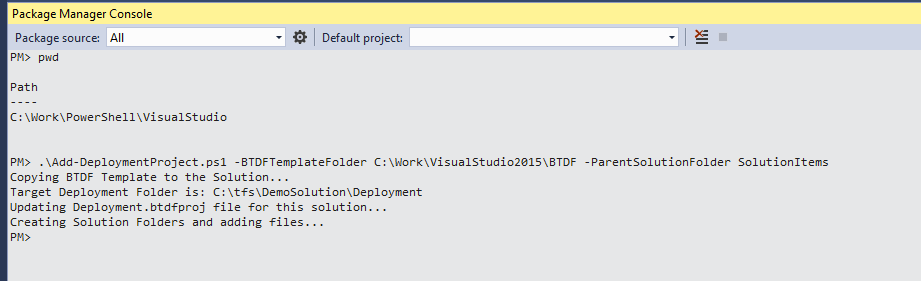 Package Manager Console
Package source: All Default project:
PM> pwd
Path
----
C:\Work\PowerShell\VisualStudio
PM> .\Add-DeploymentProject.ps1 -BTDFTemplateFolder C:\Work\VisualStudio2015\BTDF -ParentSolutionFolder SolutionItems
Copying BTDF Template to the Solution...
Target Deployment Folder is: C:\tfs\DemoSolution\Deployment
Updating Deployment.btdfproj file for this solution...
Creating Solution Folders and adding files...
PM>